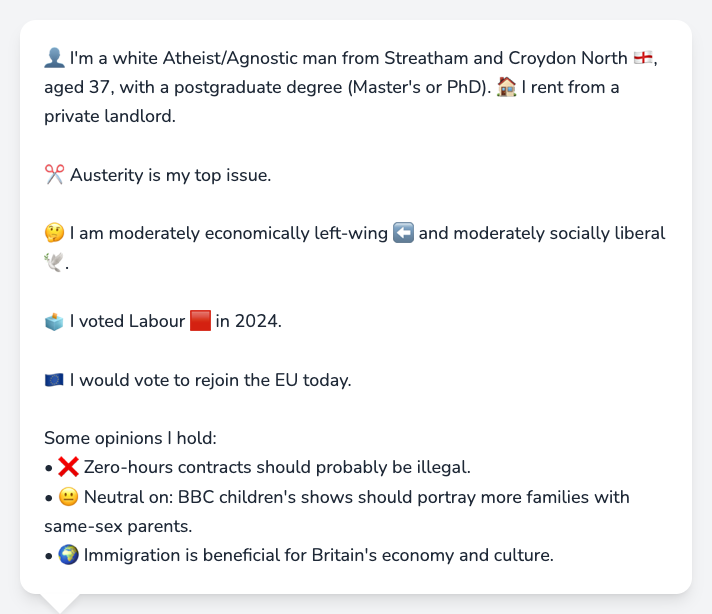 👤 I'm a white Atheist/Agnostic man from Streatham and Croydon North 🏴󠁧󠁢󠁥󠁮󠁧󠁿,
aged 37, with a postgraduate degree (Master's or PhD). 🏠 I rent from a
private landlord.
✂️ Austerity is my top issue.
🤔 I am moderately economically left-wing ⬅️ and moderately socially liberal
🕊️.
🗳️ I voted Labour 🟥 in 2024.
🇪🇺 I would vote to rejoin the EU today.
Some opinions I hold:
• ❌ Zero-hours contracts should probably be illegal.
• 😐 Neutral on: BBC children's shows should portray more families with
same-sex parents.
• 🌍 Immigration is beneficial for Britain's economy and culture.